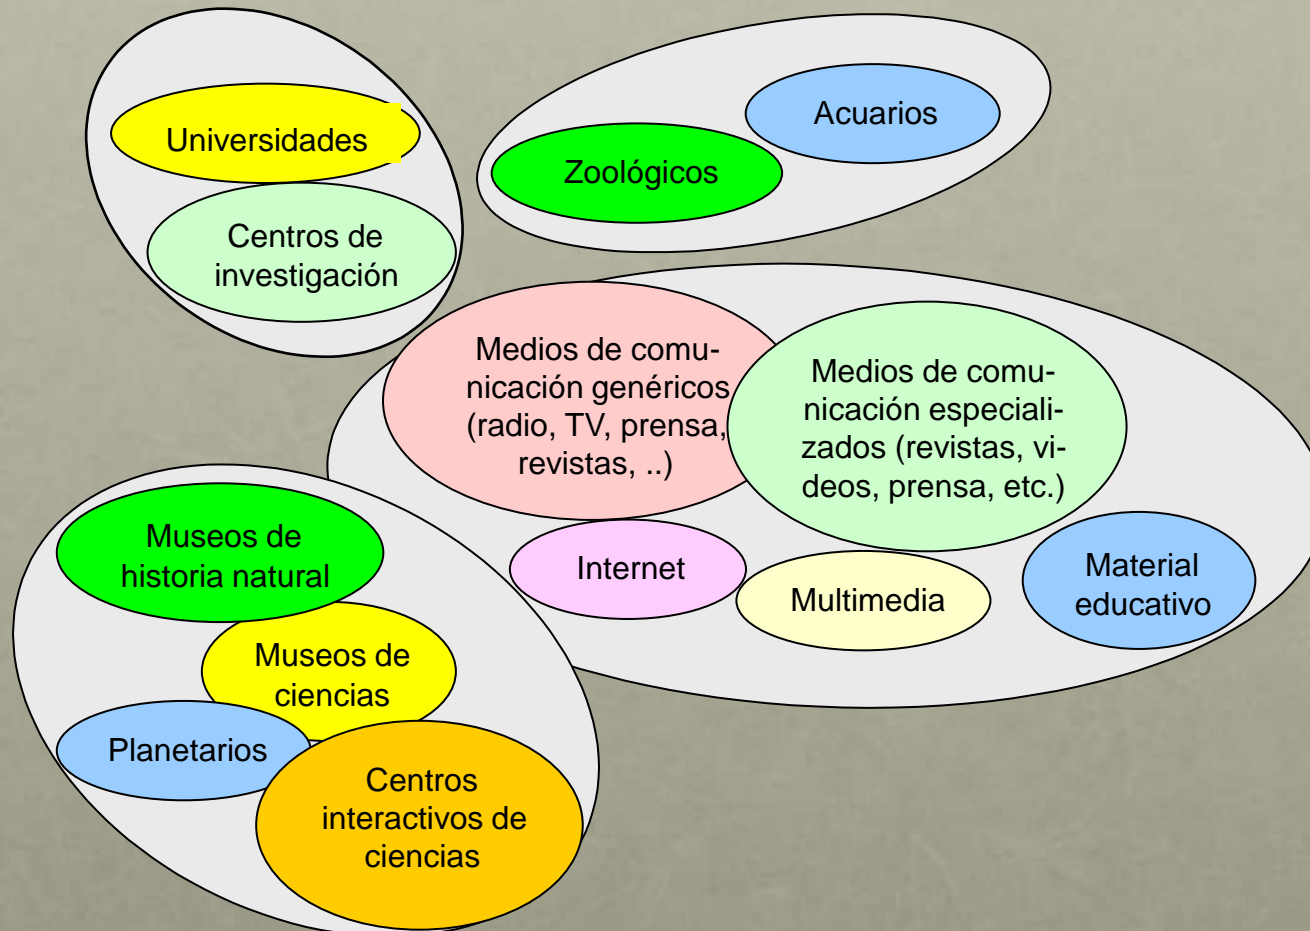 Universidades
Centros de
investigación
Acuarios
Zoológicos
Medios de comu-
nicación genéricos
(radio, TV, prensa,
revistas, ..)
Medios de comu-
nicación especiali-
zados (revistas, vi-
deos, prensa, etc.)
Internet
Multimedia
Material
educativo
Museos de
historia natural
Museos de
ciencias
Planetarios
Centros
interactivos de
ciencias